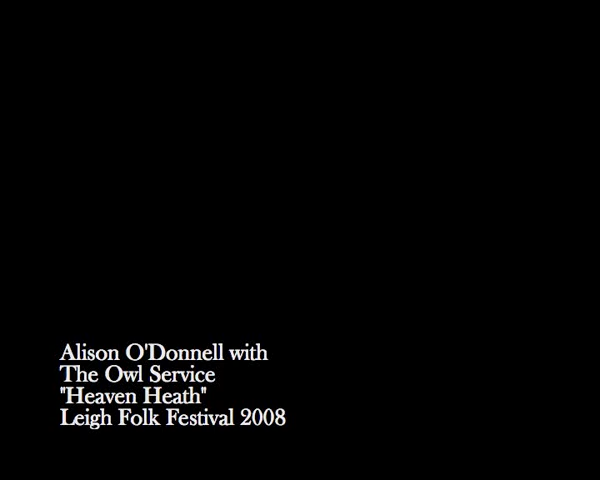 Alison O'Donnell with
The Owl Service
"Heaven Heath"
Leigh Folk Festival 2008